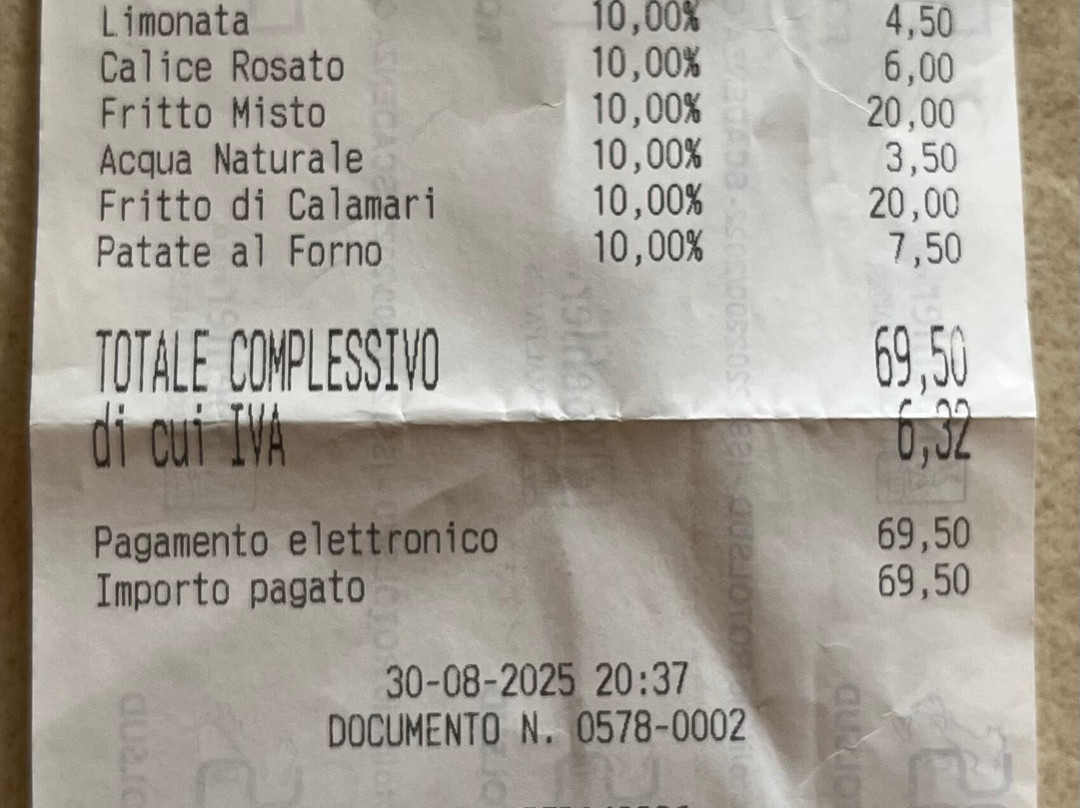 Limonata 10,00% 4,50
Calice Rosato 10,00% 6,00
Fritto Misto 10,00% 20,00
Acqua Naturale 10,00% 3,50
Fritto di Calamari 10,00% 20,00
Patate al Forno 10,00% 7,50
TOTALE COMPLESSIVO 69,50
di cui IVA 6,32
Pagamento elettronico 69,50
Importo pagato 69,50
30-08-2025 20:37
DOCUMENTO N. 0578-0002